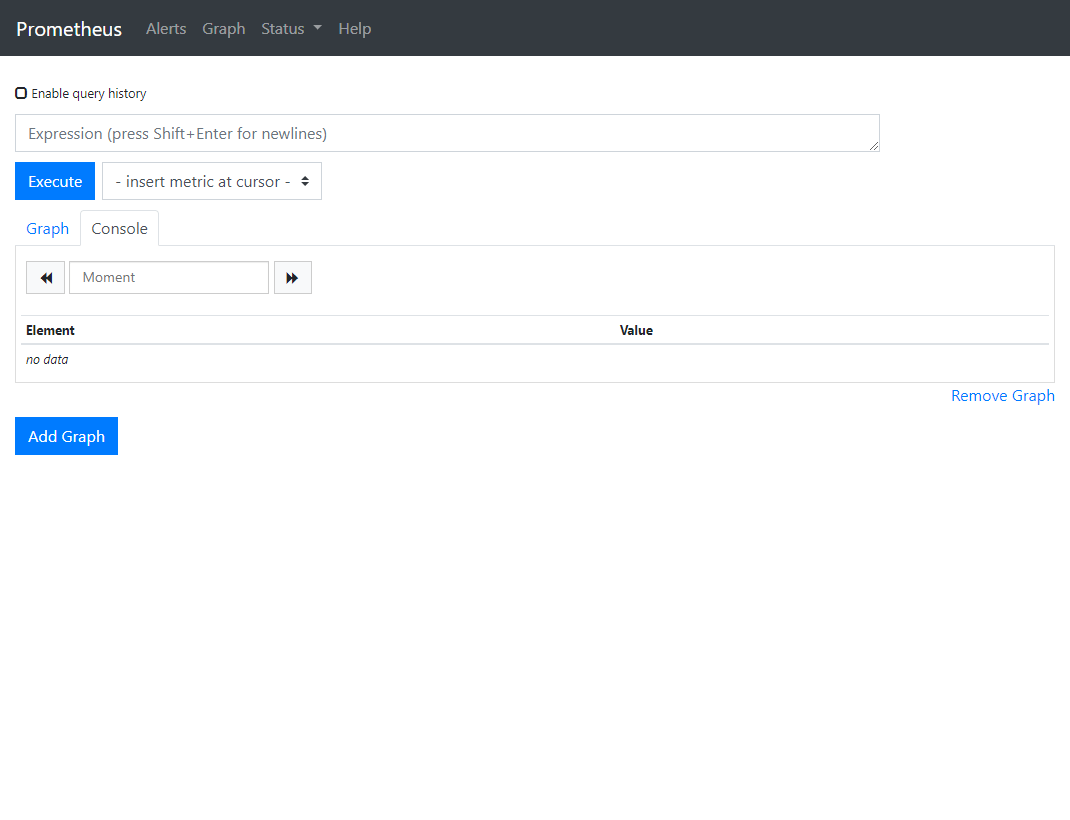 Prometheus Alerts Graph Status Help
Enable query history
Expression (press Shift+Enter for newlines)
Execute - insert metric at cursor -
Graph Console
Moment
Element Value
no data
Remove Graph
Add Graph